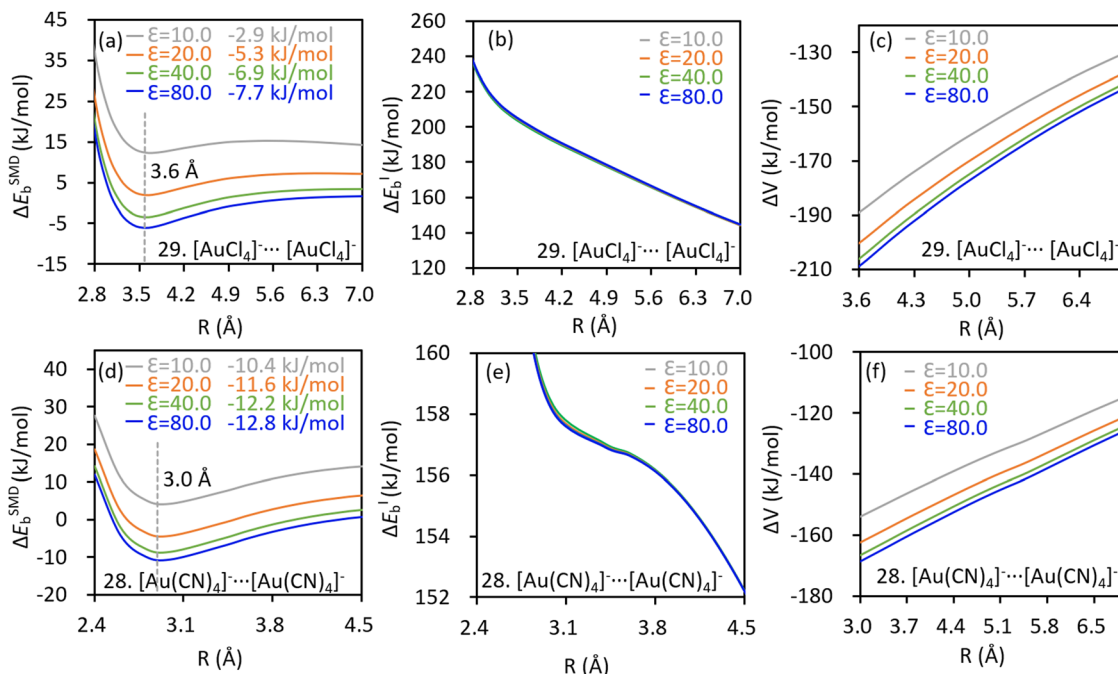 (a)
ε=10.0 -2.9 kJ/mol
ε=20.0 -5.3 kJ/mol
ε=40.0 -6.9 kJ/mol
ε=80.0 -7.7 kJ/mol
3.6 Å
29. [AuCl₄]⁻··· [AuCl₄]⁻
45
35
25
15
5
-5
-15
ΔE_b^SMD (kJ/mol)
2.8 3.5 4.2 4.9 5.6 6.3 7.0
R (Å)
(b)
ε=10.0
ε=20.0
ε=40.0
ε=80.0
29. [AuCl₄]⁻··· [AuCl₄]⁻
260
240
220
200
180
160
140
120
ΔE_b^I (kJ/mol)
2.8 3.5 4.2 4.9 5.6 6.3 7.0
R (Å)
(c)
ε=10.0
ε=20.0
ε=40.0
ε=80.0
29. [AuCl₄]⁻··· [AuCl₄]⁻
-130
-150
-170
-190
-210
ΔV (kJ/mol)
3.6 4.3 5.0 5.7 6.4
R (Å)
(d)
ε=10.0 -10.4 kJ/mol
ε=20.0 -11.6 kJ/mol
ε=40.0 -12.2 kJ/mol
ε=80.0 -12.8 kJ/mol
3.0 Å
28. [Au(CN)₄]⁻···[Au(CN)₄]⁻
40
30
20
10
0
-10
-20
ΔE_b^SMD (kJ/mol)
2.4 3.1 3.8 4.5
R (Å)
(e)
ε=10.0
ε=20.0
ε=40.0
ε=80.0
28. [Au(CN)₄]⁻···[Au(CN)₄]⁻
160
158
156
154
152
ΔE_b^I (kJ/mol)
2.4 3.1 3.8 4.5
R (Å)
(f)
ε=10.0
ε=20.0
ε=40.0
ε=80.0
28. [Au(CN)₄]⁻···[Au(CN)₄]⁻
-100
-120
-140
-160
-180
ΔV (kJ/mol)
3.0 3.7 4.4 5.1 5.8 6.5
R (Å)